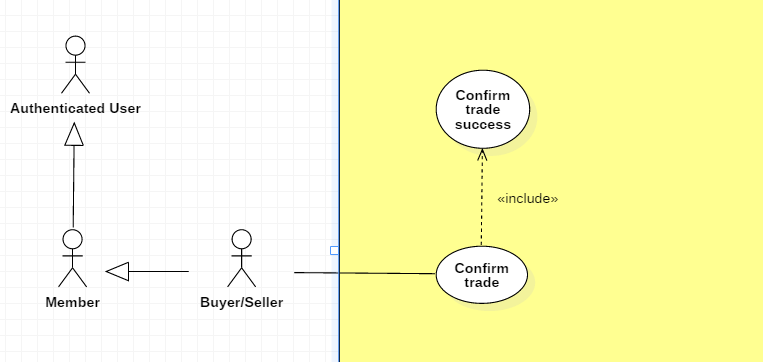 Authenticated User
Confirm
trade
success
«include»
Member
Buyer/Seller
Confirm
trade